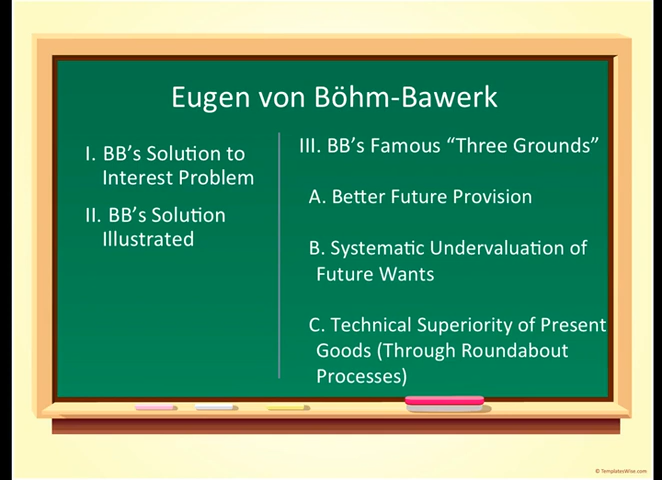 Eugen von Böhm-Bawerk
I. BB’s Solution to
Interest Problem
II. BB’s Solution
Illustrated
III. BB’s Famous “Three Grounds”
A. Better Future Provision
B. Systematic Undervaluation of
Future Wants
C. Technical Superiority of Present
Goods (Through Roundabout
Processes)
© TemplatesWise.com